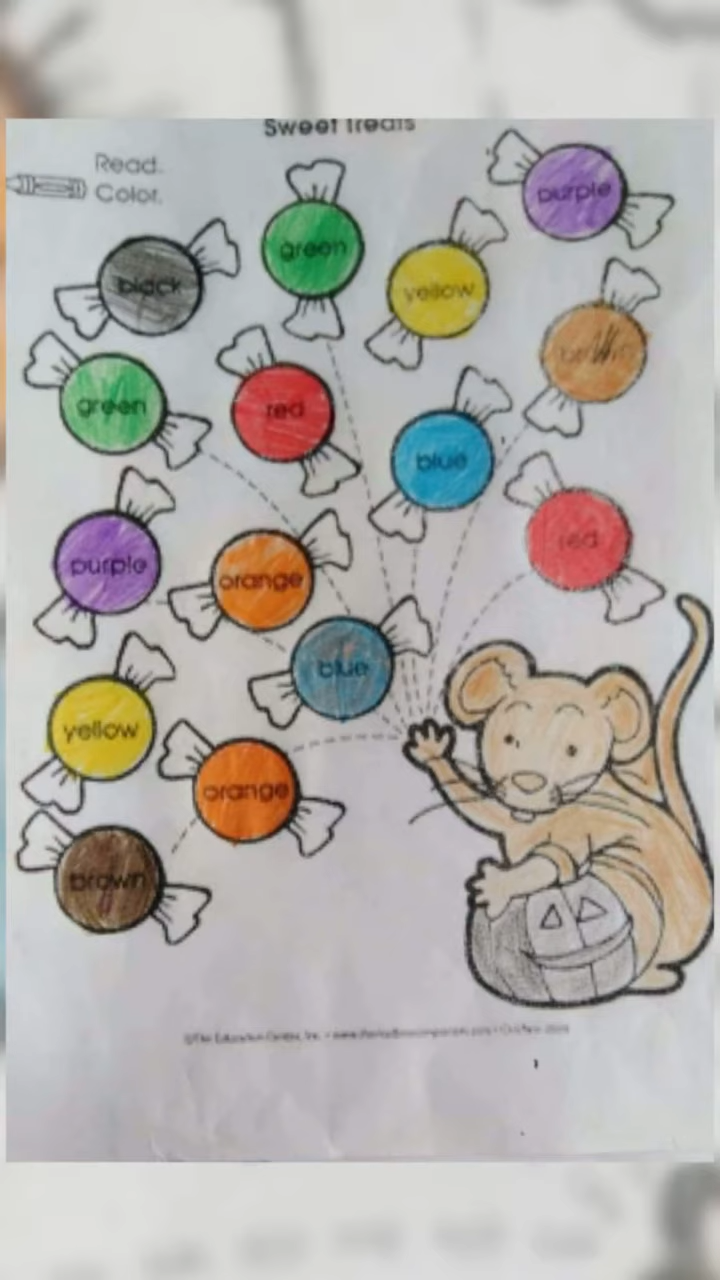 Sweet Treats
Read.
Color.
purple
green
black
yellow
green
red
blue
red
purple
orange
blue
yellow
orange
brown